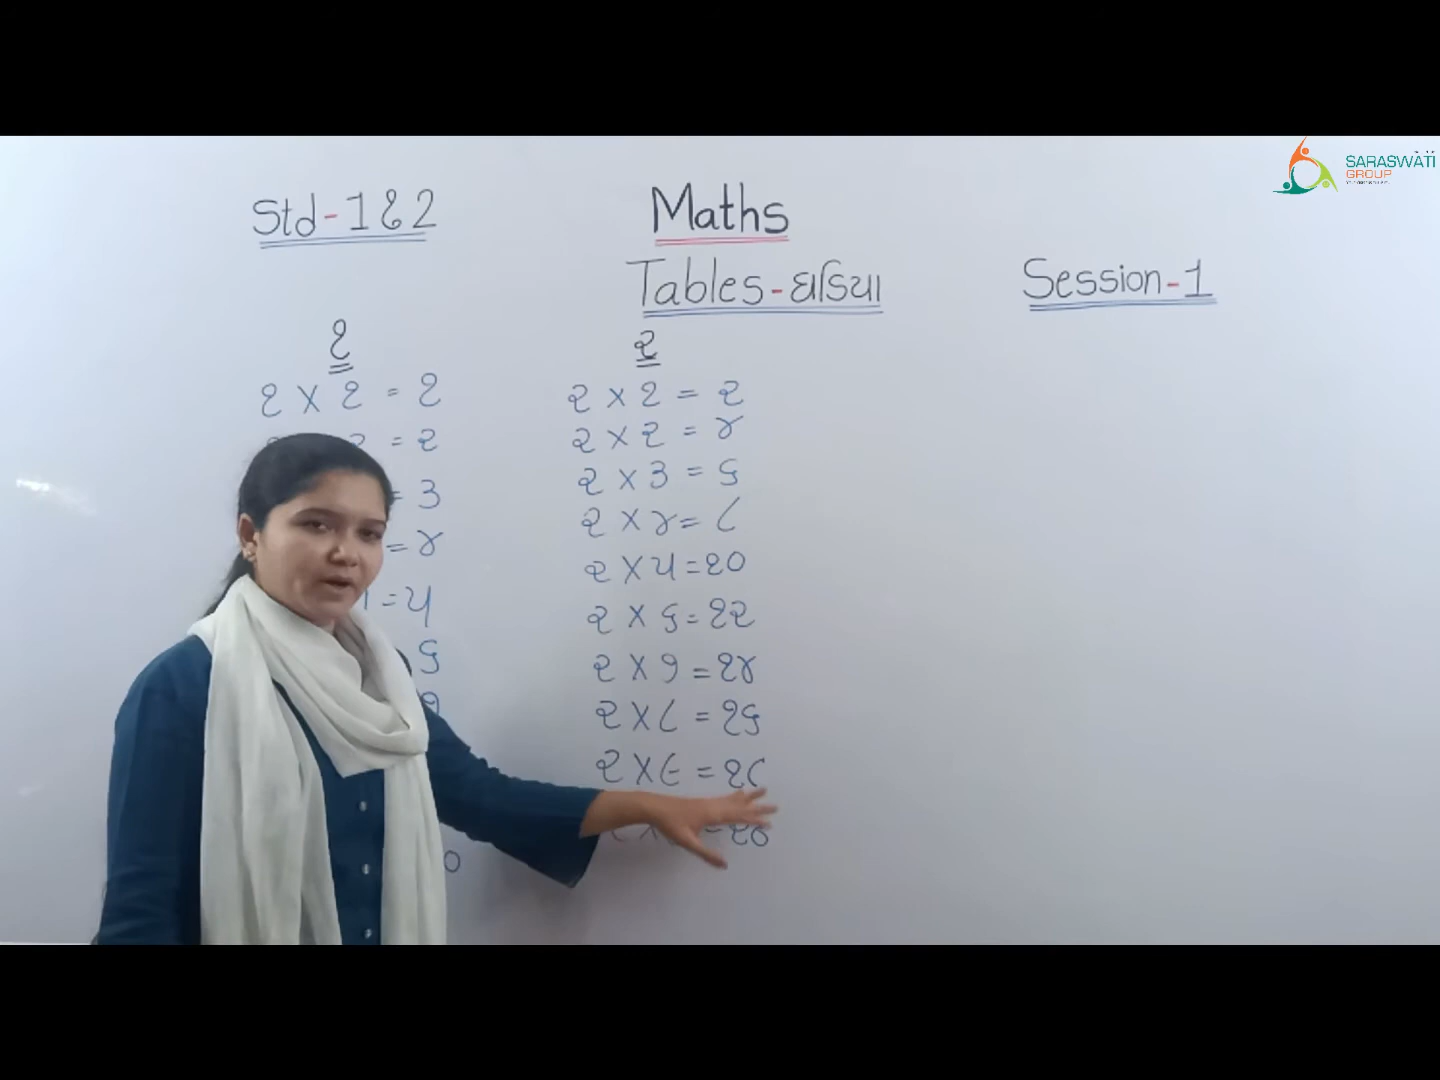 SARASWATI
GROUP
Std-1&2
Maths
Tables-ઘડિયા
Session-1
૧
૧ X ૧ = ૧
= ૨
= ૩
= ૪
= ૫
૬
૭
૦
૨
૨ X ૧ = ૨
૨ X ૨ = ૪
૨ X ૩ = ૬
૨ X ૪ = ૮
૨ X ૫ = ૧૦
૨ X ૬ = ૧૨
૨ X ૭ = ૧૪
૨ X ૮ = ૧૬
૨ X ૯ = ૧૮
= ૨૦